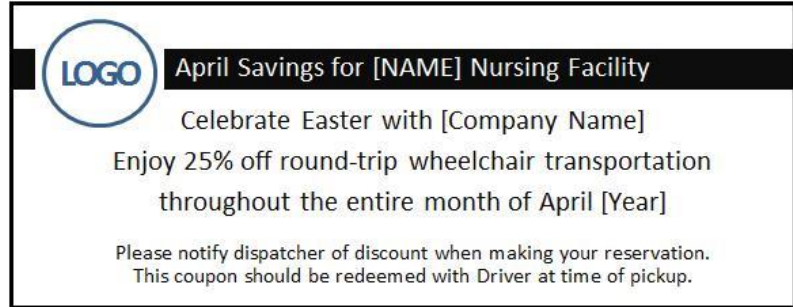 LOGO
April Savings for [NAME] Nursing Facility
Celebrate Easter with [Company Name]
Enjoy 25% off round-trip wheelchair transportation
throughout the entire month of April [Year]
Please notify dispatcher of discount when making your reservation.
This coupon should be redeemed with Driver at time of pickup.